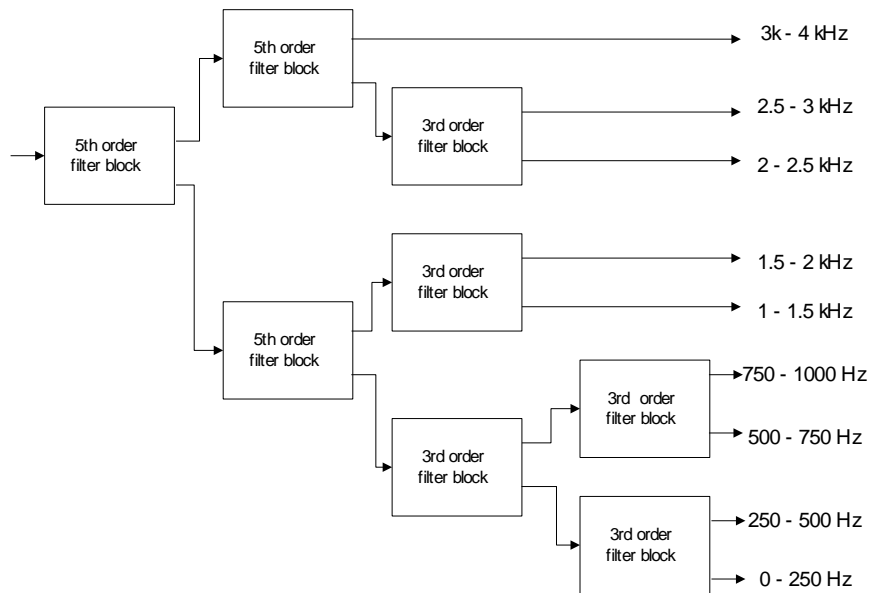 5th order
filter block
3k - 4 kHz
5th order
filter block
3rd order
filter block
2.5 - 3 kHz
2 - 2.5 kHz
3rd order
filter block
1.5 - 2 kHz
1 - 1.5 kHz
5th order
filter block
3rd order
filter block
3rd order
filter block
750 - 1000 Hz
500 - 750 Hz
3rd order
filter block
250 - 500 Hz
0 - 250 Hz